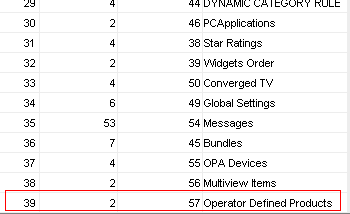 29 4 44 DYNAMIC CATEGORY RULE
30 2 46 PCApplications
31 4 38 Star Ratings
32 2 39 Widgets Order
33 4 50 Converged TV
34 6 49 Global Settings
35 53 54 Messages
36 7 45 Bundles
37 4 55 OPA Devices
38 2 56 Multiview Items
39 2 57 Operator Defined Products